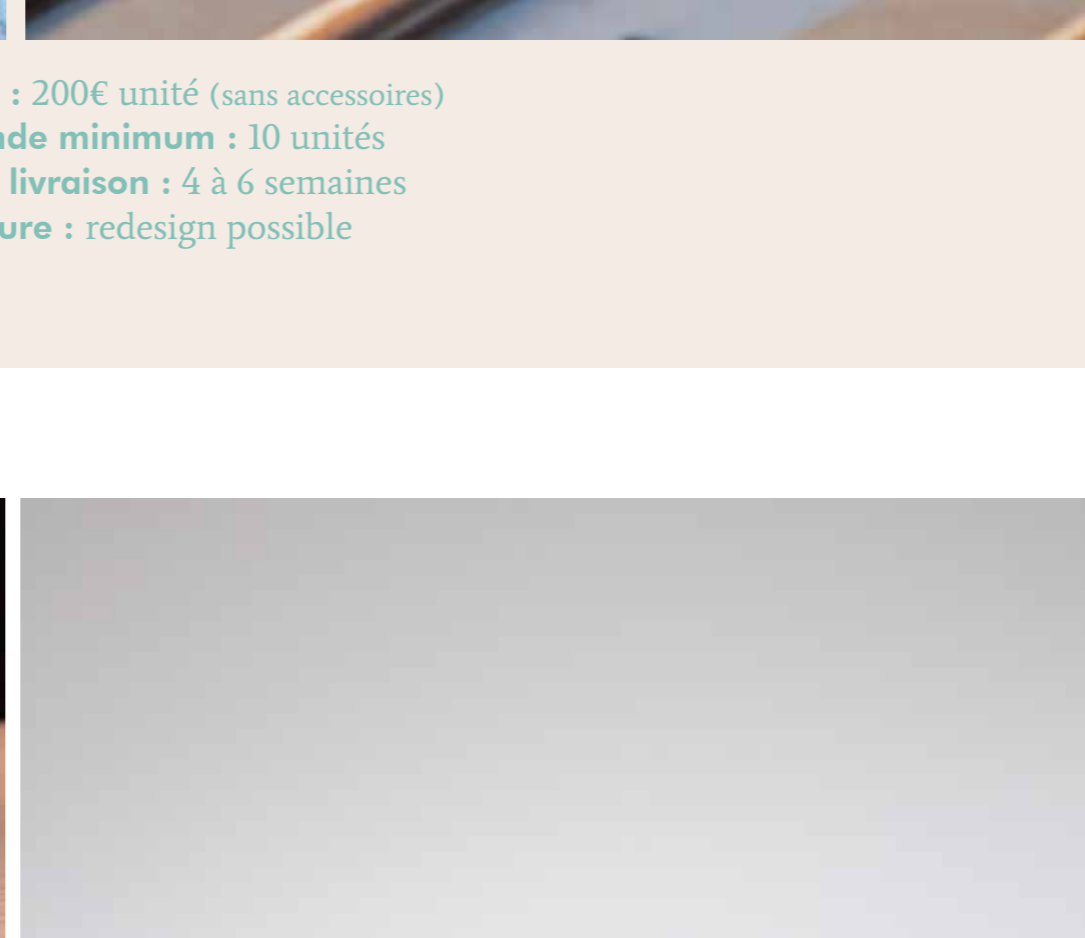 : 200€ unité (sans accessoires)
nde minimum : 10 unités
livraison : 4 à 6 semaines
ure : redesign possible